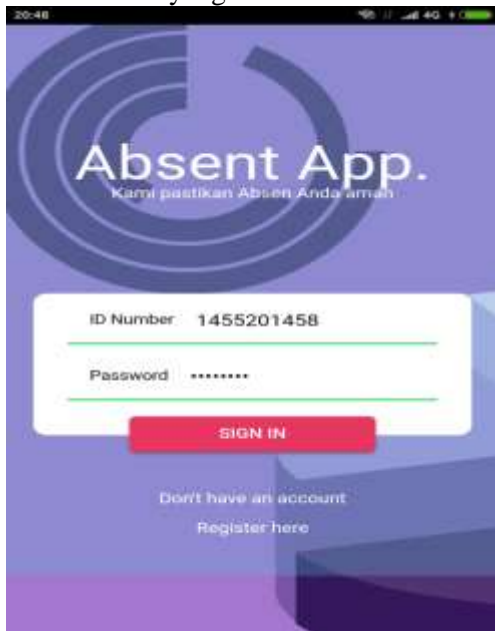 20:48
4G
Absent App.
Kami pastikan Absen Anda aman
ID Number 1455201458
Password ••••••••
SIGN IN
Don't have an account
Register here